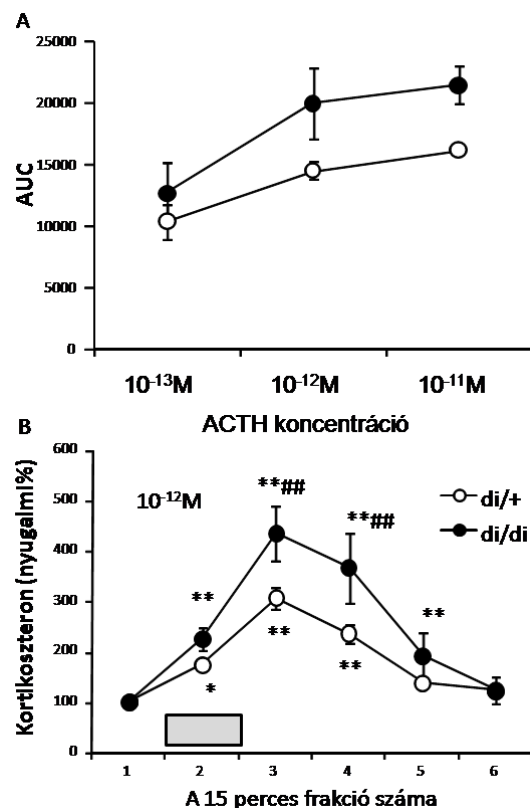 A
25000
20000
15000
10000
5000
0
AUC
10-13M 10-12M 10-11M
ACTH koncentráció
B
600
500
400
300
200
100
0
Kortikoszteron (nyugalmi%)
10-12M
**##
**##
**
**
*
**
**
di/+
di/di
1 2 3 4 5 6
A 15 perces frakció száma